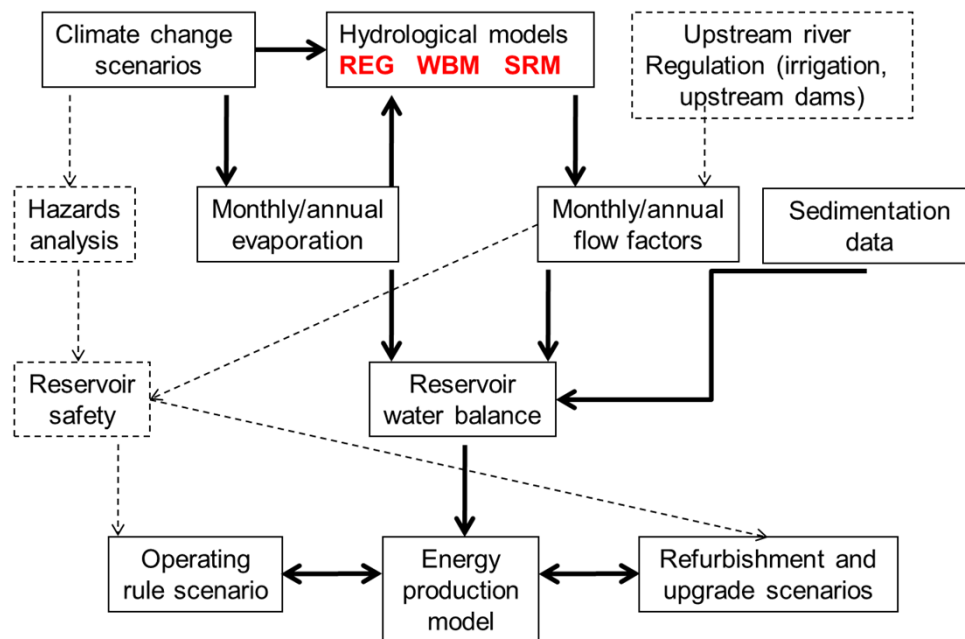 Climate change
scenarios
Hydrological models
REG WBM SRM
Upstream river
Regulation (irrigation,
upstream dams)
Hazards
analysis
Monthly/annual
evaporation
Monthly/annual
flow factors
Sedimentation
data
Reservoir
safety
Reservoir
water balance
Operating
rule scenario
Energy
production
model
Refurbishment and
upgrade scenarios